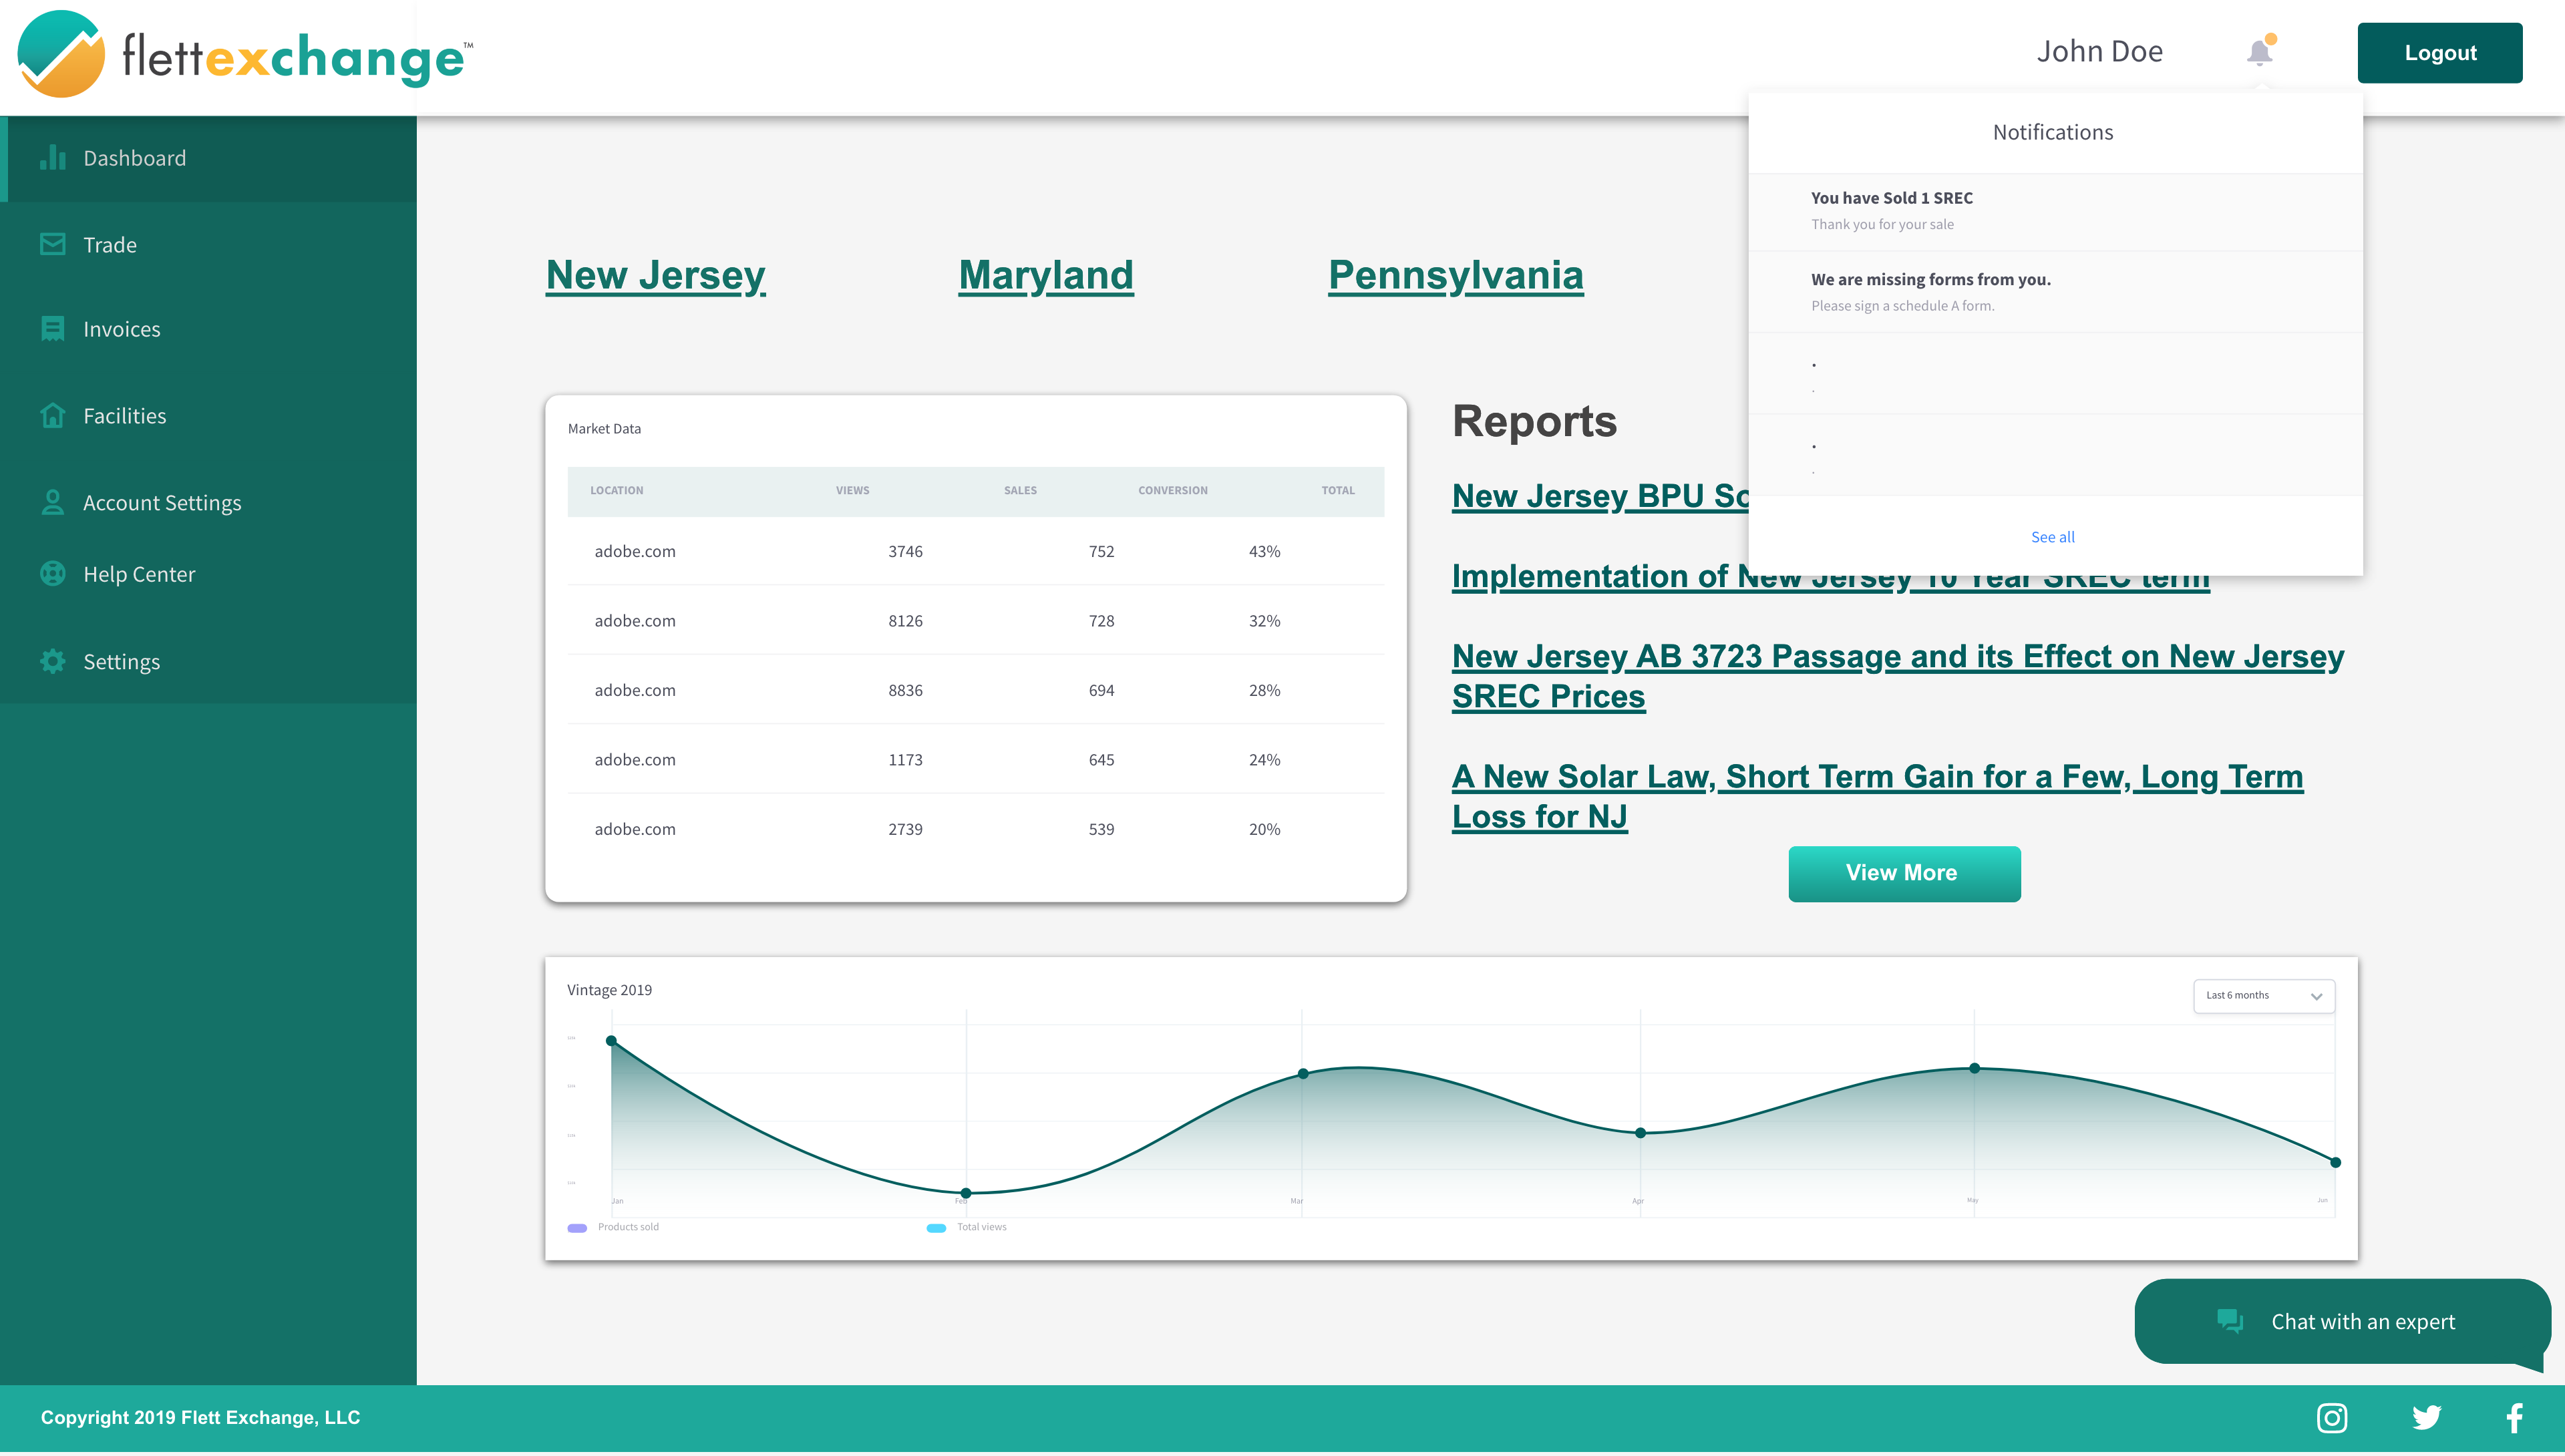 flettexchange™
John Doe
Logout
Notifications
You have Sold 1 SREC
Thank you for your sale
We are missing forms from you.
Please sign a schedule A form.
.
.
.
.
See all
Dashboard
Trade
Invoices
Facilities
Account Settings
Help Center
Settings
New Jersey
Maryland
Pennsylvania
Market Data
LOCATION VIEWS SALES CONVERSION TOTAL
adobe.com 3746 752 43%
adobe.com 8126 728 32%
adobe.com 8836 694 28%
adobe.com 1173 645 24%
adobe.com 2739 539 20%
Reports
New Jersey BPU So
Implementation of New Jersey 10 Year SREC term
New Jersey AB 3723 Passage and its Effect on New Jersey
SREC Prices
A New Solar Law, Short Term Gain for a Few, Long Term
Loss for NJ
View More
Vintage 2019
Last 6 months
Jan Feb Mar Apr May Jun
Products sold
Total views
Chat with an expert
Copyright 2019 Flett Exchange, LLC